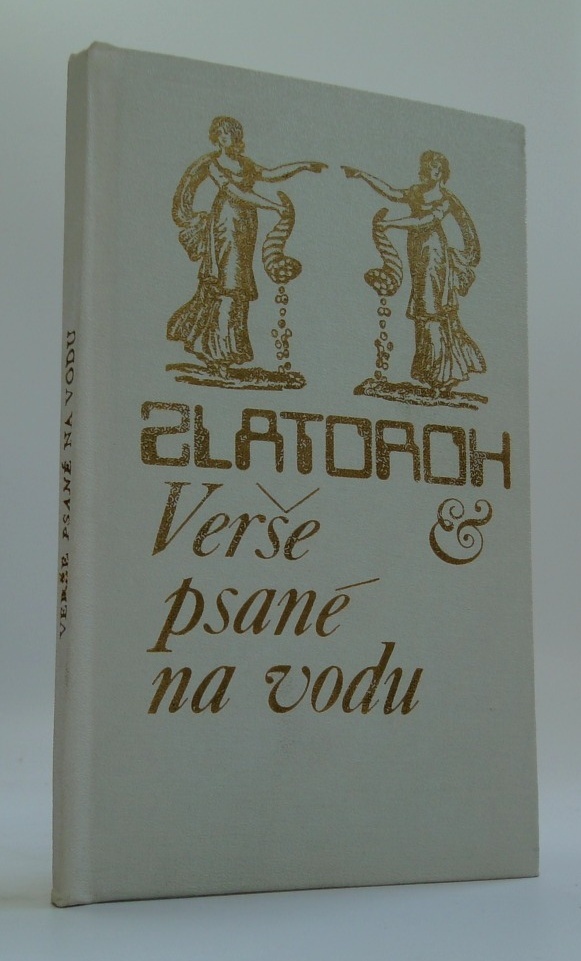 ZLATOROH
&
Verše
psané
na vodu
VERŠE PSANÉ NA VODU